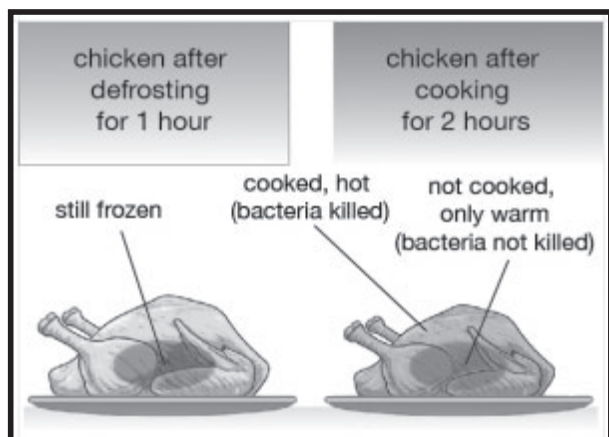 chicken after
defrosting
for 1 hour
chicken after
cooking
for 2 hours
still frozen
cooked, hot
(bacteria killed)
not cooked,
only warm
(bacteria not killed)